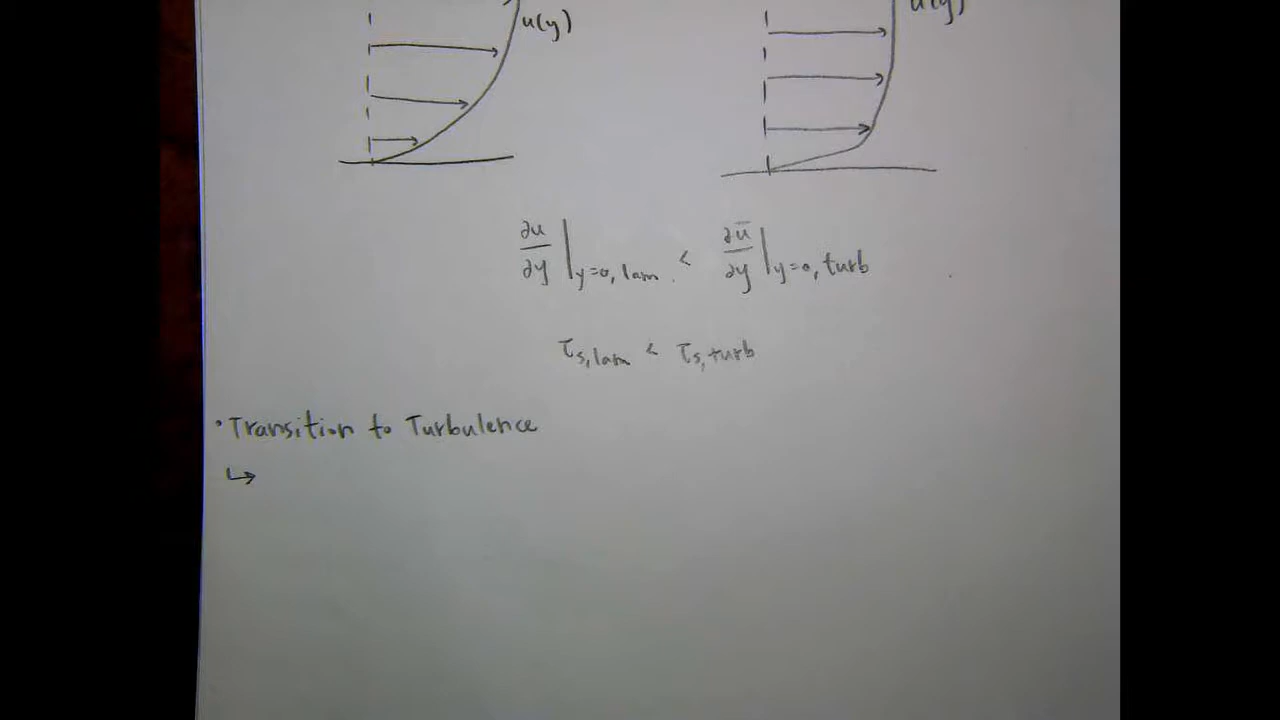 u(y)
u(y)
∂u/∂y |y=0, lam < ∂ū/∂y |y=0, turb
τs,lam < τs,turb
• Transition to Turbulence
↳